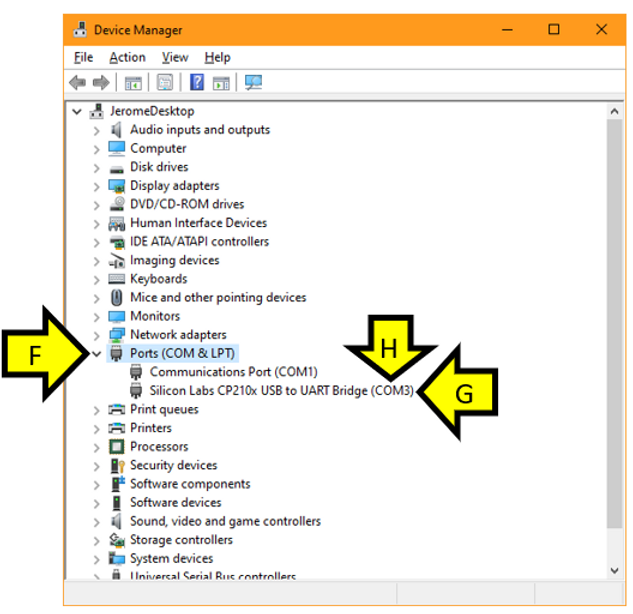 Device Manager
File Action View Help
JeromeDesktop
Audio inputs and outputs
Computer
Disk drives
Display adapters
DVD/CD-ROM drives
Human Interface Devices
IDE ATA/ATAPI controllers
Imaging devices
Keyboards
Mice and other pointing devices
Monitors
Network adapters
F
Ports (COM & LPT)
H
Communications Port (COM1)
Silicon Labs CP210x USB to UART Bridge (COM3)
G
Print queues
Printers
Processors
Security devices
Software components
Software devices
Sound, video and game controllers
Storage controllers
System devices
Universal Serial Bus controllers